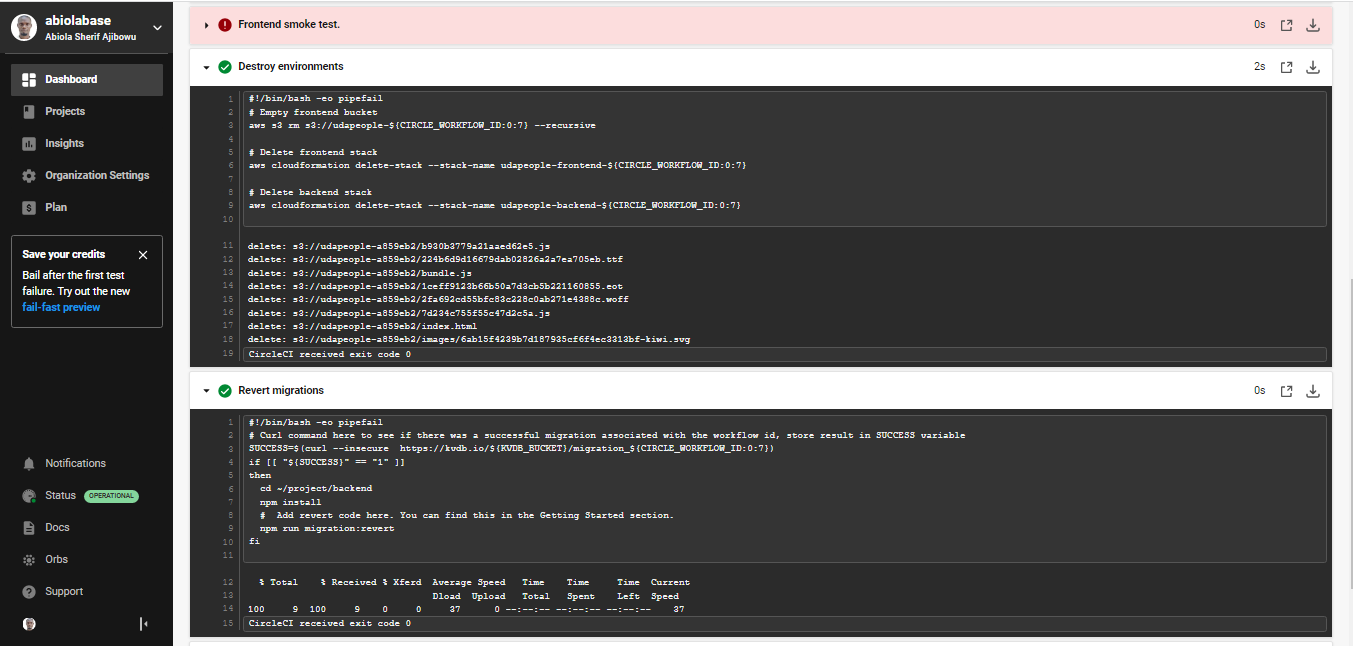 abiolabase
Abiola Sherif Ajibowu
Dashboard
Projects
Insights
Organization Settings
Plan
Save your credits
Bail after the first test
failure. Try out the new
fail-fast preview
Notifications
Status OPERATIONAL
Docs
Orbs
Support
Frontend smoke test. 0s
Destroy environments 2s
1 #!/bin/bash -eo pipefail
2 # Empty frontend bucket
3 aws s3 rm s3://udapeople-${CIRCLE_WORKFLOW_ID:0:7} --recursive
4
5 # Delete frontend stack
6 aws cloudformation delete-stack --stack-name udapeople-frontend-${CIRCLE_WORKFLOW_ID:0:7}
7
8 # Delete backend stack
9 aws cloudformation delete-stack --stack-name udapeople-backend-${CIRCLE_WORKFLOW_ID:0:7}
10
11 delete: s3://udapeople-a859eb2/b930b3779a21aaed62e5.js
12 delete: s3://udapeople-a859eb2/224b6d9d16679dab02826a2a7ea705eb.ttf
13 delete: s3://udapeople-a859eb2/bundle.js
14 delete: s3://udapeople-a859eb2/1ceff9123b66b50a7d3cb5b221160855.eot
15 delete: s3://udapeople-a859eb2/2fa692cd55bfc83c228c0ab271e4388c.woff
16 delete: s3://udapeople-a859eb2/7d234c755f55c47d2c5a.js
17 delete: s3://udapeople-a859eb2/index.html
18 delete: s3://udapeople-a859eb2/images/6ab15f4239b7d187935cf6f4ec3313bf-kiwi.svg
19 CircleCI received exit code 0
Revert migrations 0s
1 #!/bin/bash -eo pipefail
2 # Curl command here to see if there was a successful migration associated with the workflow id, store result in SUCCESS variable
3 SUCCESS=$(curl --insecure  https://kvdb.io/${KVDB_BUCKET}/migration_${CIRCLE_WORKFLOW_ID:0:7})
4 if [[ "${SUCCESS}" == "1" ]]
5 then
6   cd ~/project/backend
7   npm install
8   #  Add revert code here. You can find this in the Getting Started section.
9   npm run migration:revert
10 fi
11
12   % Total    % Received % Xferd  Average Speed   Time    Time     Time  Current
13                                  Dload  Upload   Total   Spent    Left  Speed
14 100     9  100     9    0     0     37      0 --:--:-- --:--:-- --:--:--    37
15 CircleCI received exit code 0